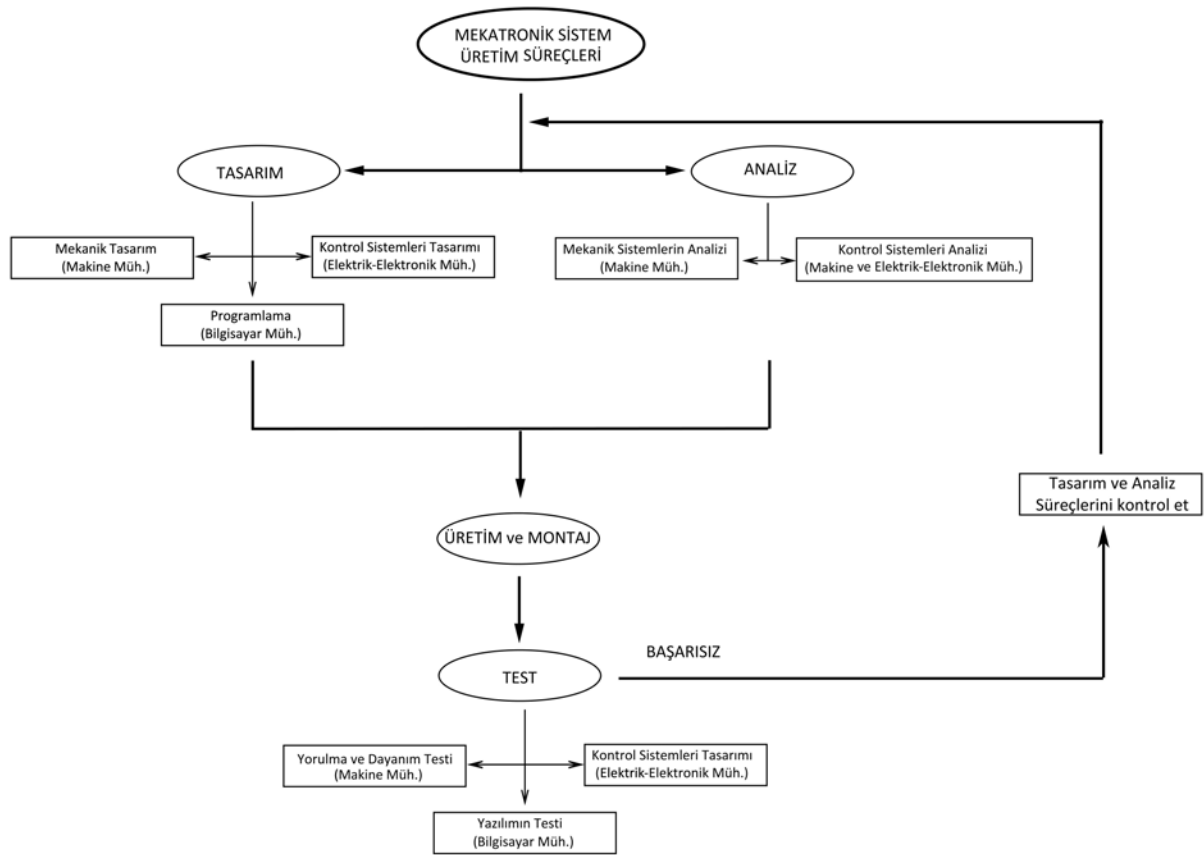 MEKATRONİK SİSTEM
ÜRETİM SÜREÇLERİ
TASARIM
ANALİZ
Mekanik Tasarım
(Makine Müh.)
Kontrol Sistemleri Tasarımı
(Elektrik-Elektronik Müh.)
Mekanik Sistemlerin Analizi
(Makine Müh.)
Kontrol Sistemleri Analizi
(Makine ve Elektrik-Elektronik Müh.)
Programlama
(Bilgisayar Müh.)
Tasarım ve Analiz
Süreçlerini kontrol et
ÜRETİM ve MONTAJ
BAŞARISIZ
TEST
Yorulma ve Dayanım Testi
(Makine Müh.)
Kontrol Sistemleri Tasarımı
(Elektrik-Elektronik Müh.)
Yazılımın Testi
(Bilgisayar Müh.)